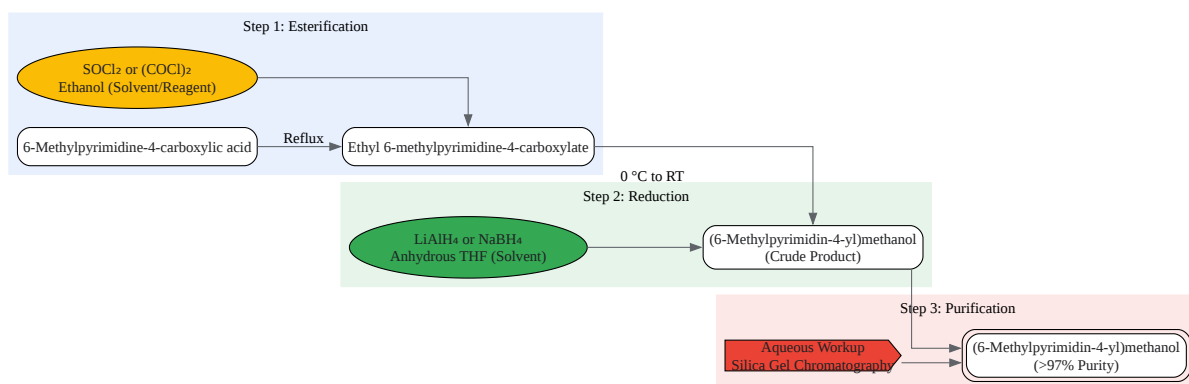 Step 1: Esterification
SOCl₂ or (COCl)₂
Ethanol (Solvent/Reagent)
6-Methylpyrimidine-4-carboxylic acid
Reflux
Ethyl 6-methylpyrimidine-4-carboxylate
0 °C to RT
Step 2: Reduction
LiAlH₄ or NaBH₄
Anhydrous THF (Solvent)
(6-Methylpyrimidin-4-yl)methanol
(Crude Product)
Step 3: Purification
Aqueous Workup
Silica Gel Chromatography
(6-Methylpyrimidin-4-yl)methanol
(>97% Purity)